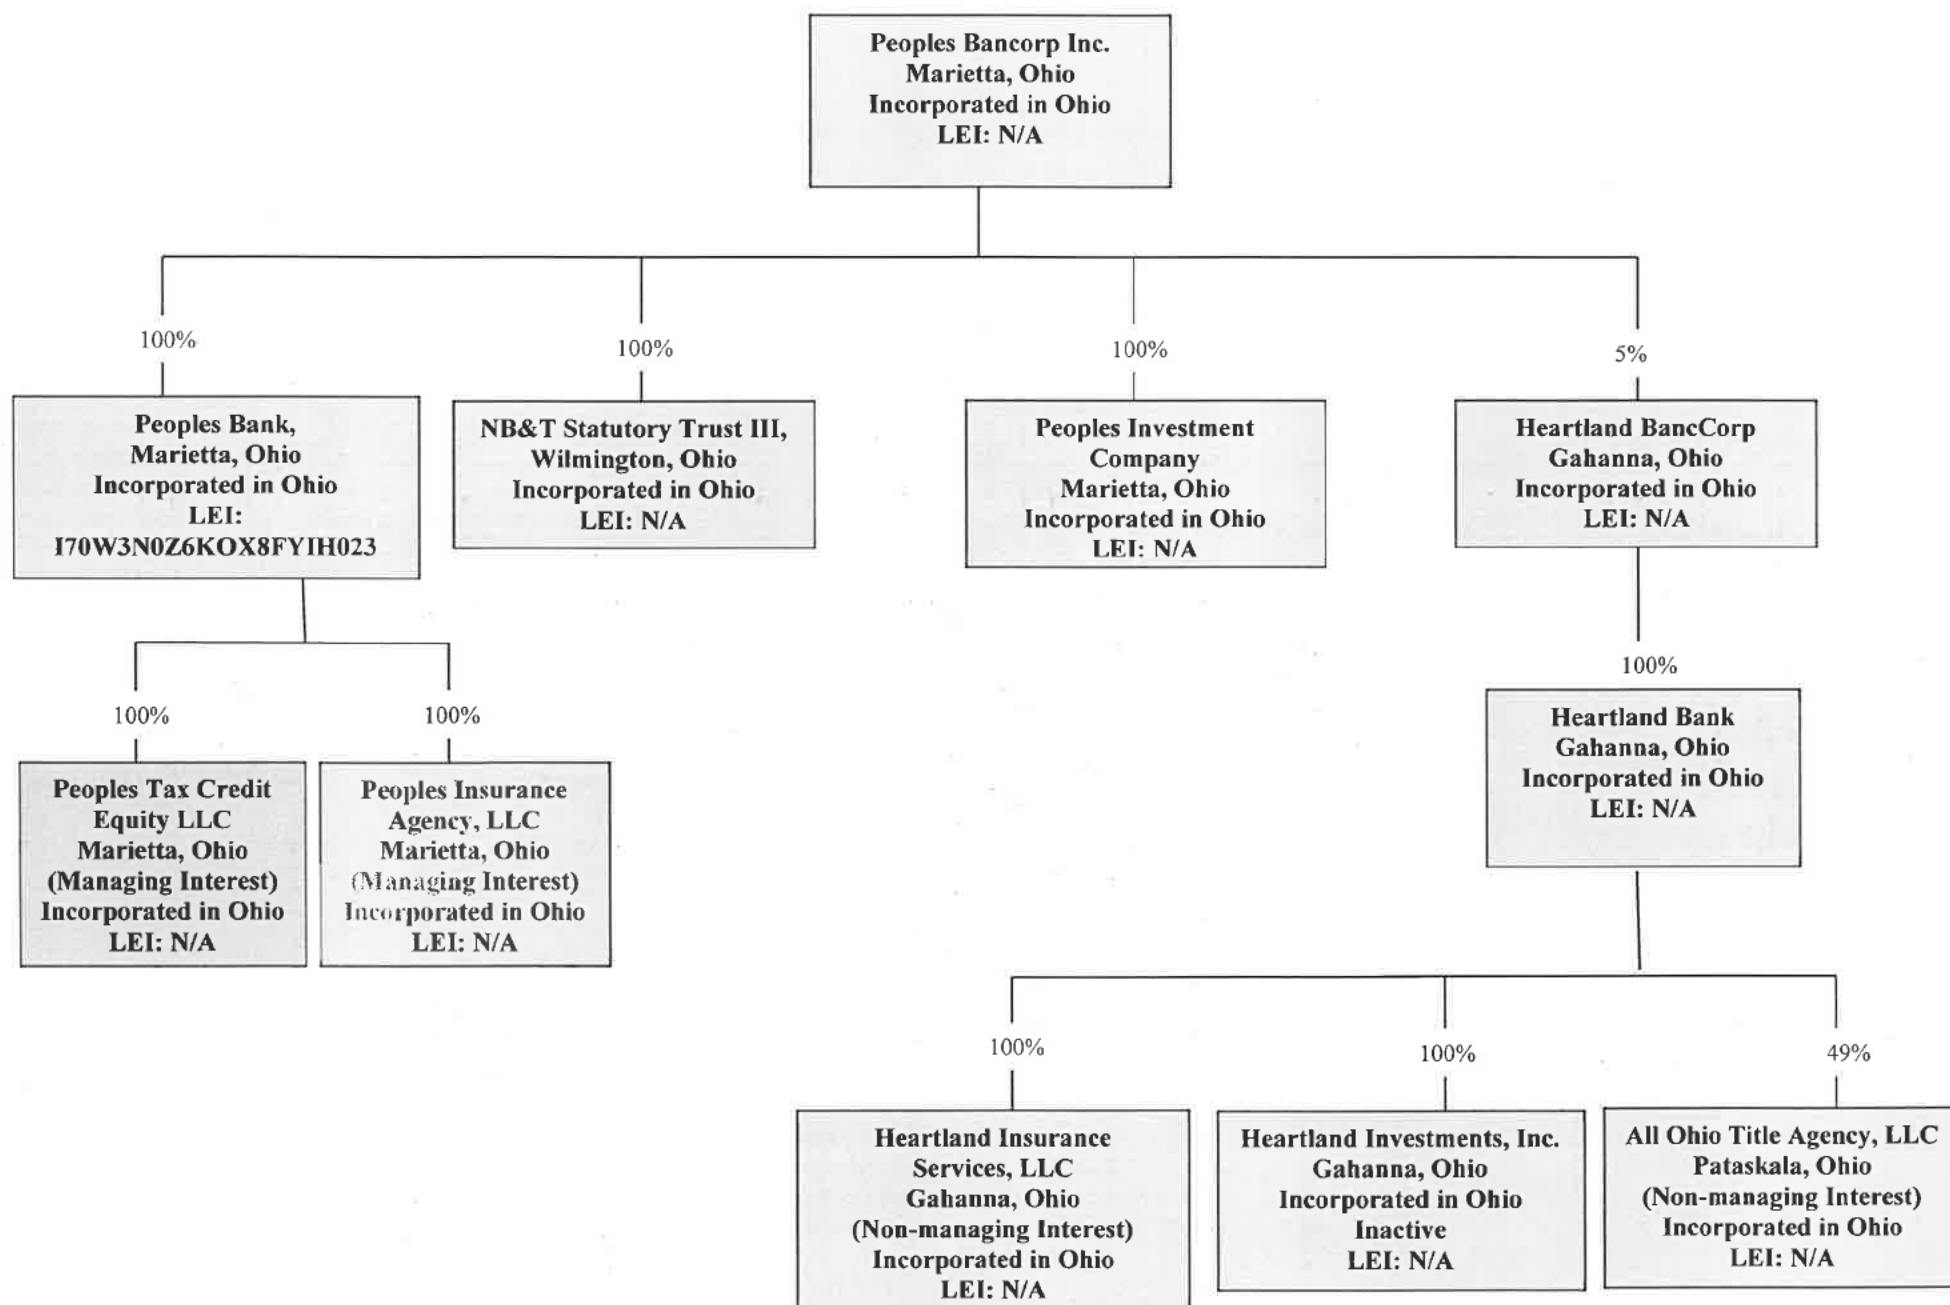 Peoples Bancorp Inc.
Marietta, Ohio
Incorporated in Ohio
LEI: N/A
100%
100%
100%
5%
Peoples Bank,
Marietta, Ohio
Incorporated in Ohio
LEI:
I70W3N0Z6KOX8FYIH023
NB&T Statutory Trust III,
Wilmington, Ohio
Incorporated in Ohio
LEI: N/A
Peoples Investment
Company
Marietta, Ohio
Incorporated in Ohio
LEI: N/A
Heartland BancCorp
Gahanna, Ohio
Incorporated in Ohio
LEI: N/A
100%
100%
100%
Peoples Tax Credit
Equity LLC
Marietta, Ohio
(Managing Interest)
Incorporated in Ohio
LEI: N/A
Peoples Insurance
Agency, LLC
Marietta, Ohio
(Managing Interest)
Incorporated in Ohio
LEI: N/A
Heartland Bank
Gahanna, Ohio
Incorporated in Ohio
LEI: N/A
100%
100%
49%
Heartland Insurance
Services, LLC
Gahanna, Ohio
(Non-managing Interest)
Incorporated in Ohio
LEI: N/A
Heartland Investments, Inc.
Gahanna, Ohio
Incorporated in Ohio
Inactive
LEI: N/A
All Ohio Title Agency, LLC
Pataskala, Ohio
(Non-managing Interest)
Incorporated in Ohio
LEI: N/A